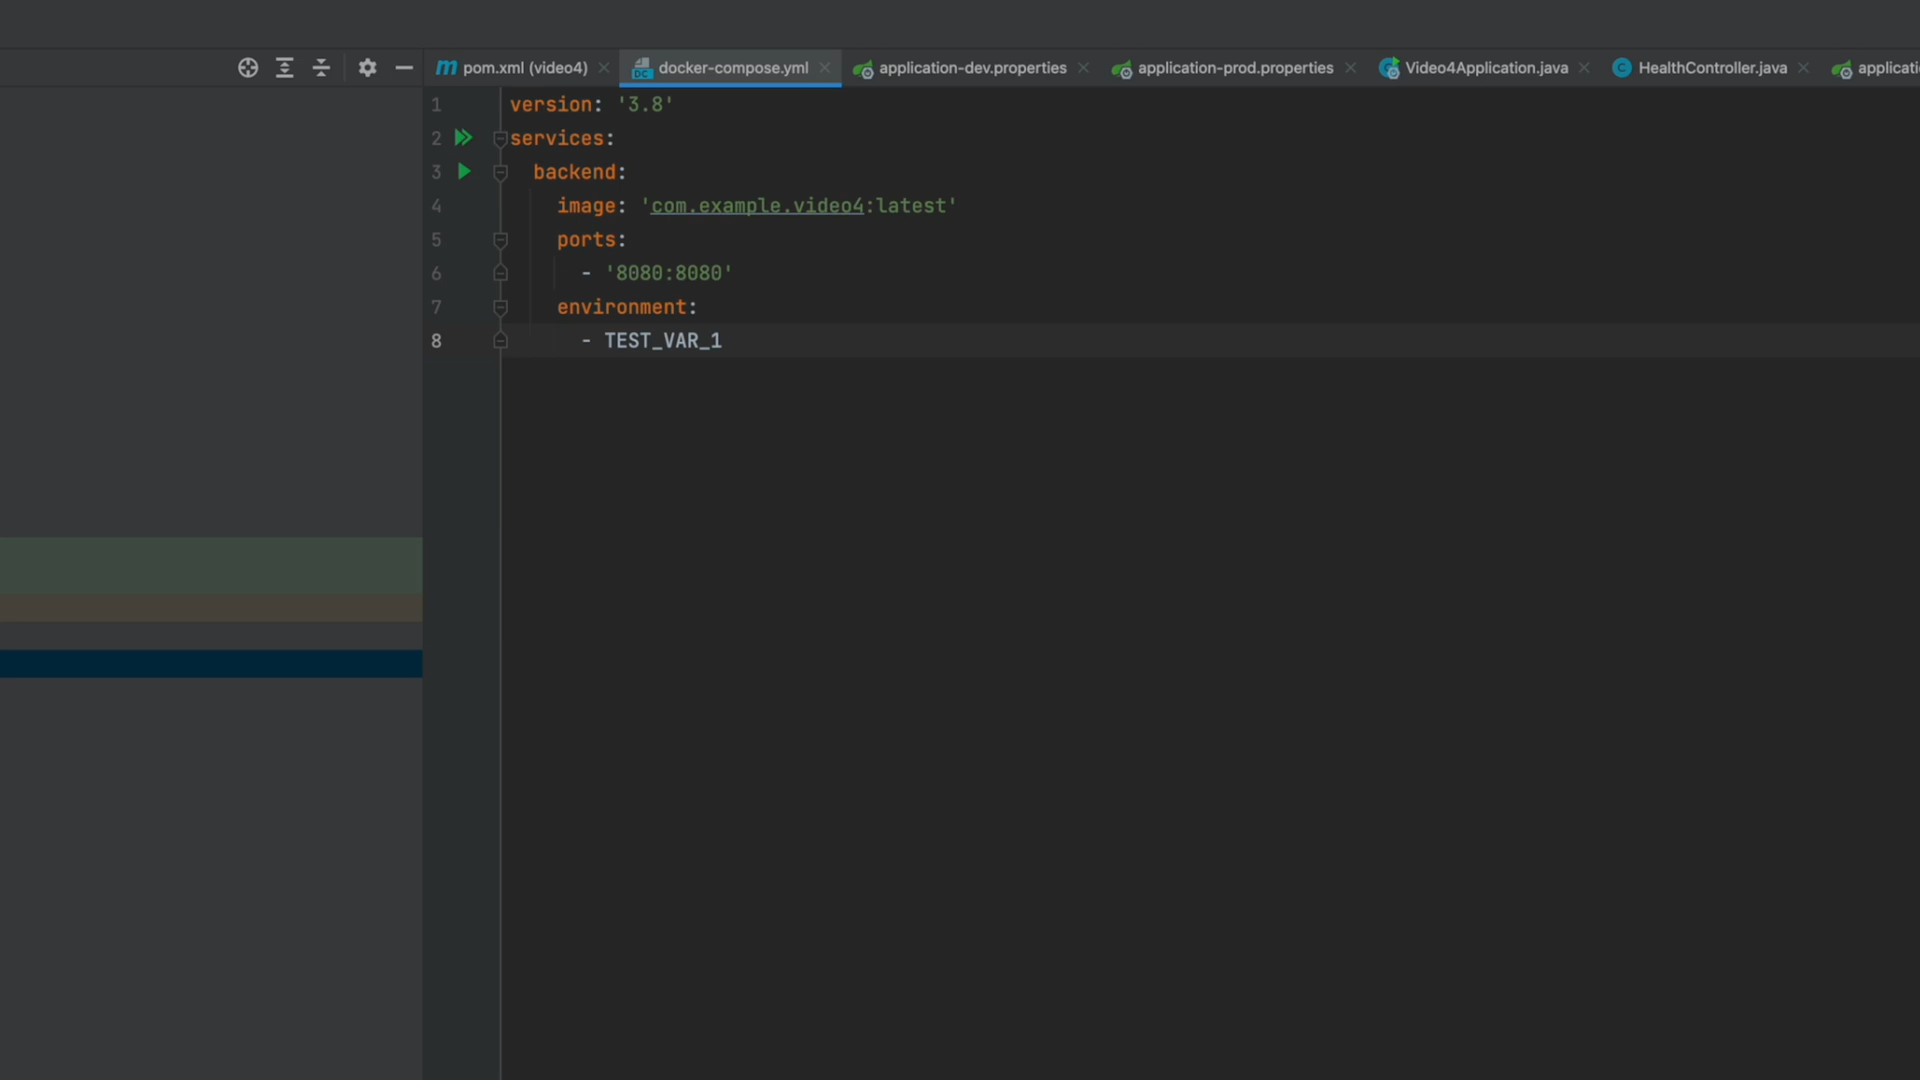 pom.xml (video4)
docker-compose.yml
application-dev.properties
application-prod.properties
Video4Application.java
HealthController.java
applicati
1 version: '3.8'
2 services:
3 backend:
4 image: 'com.example.video4:latest'
5 ports:
6 - '8080:8080'
7 environment:
8 - TEST_VAR_1